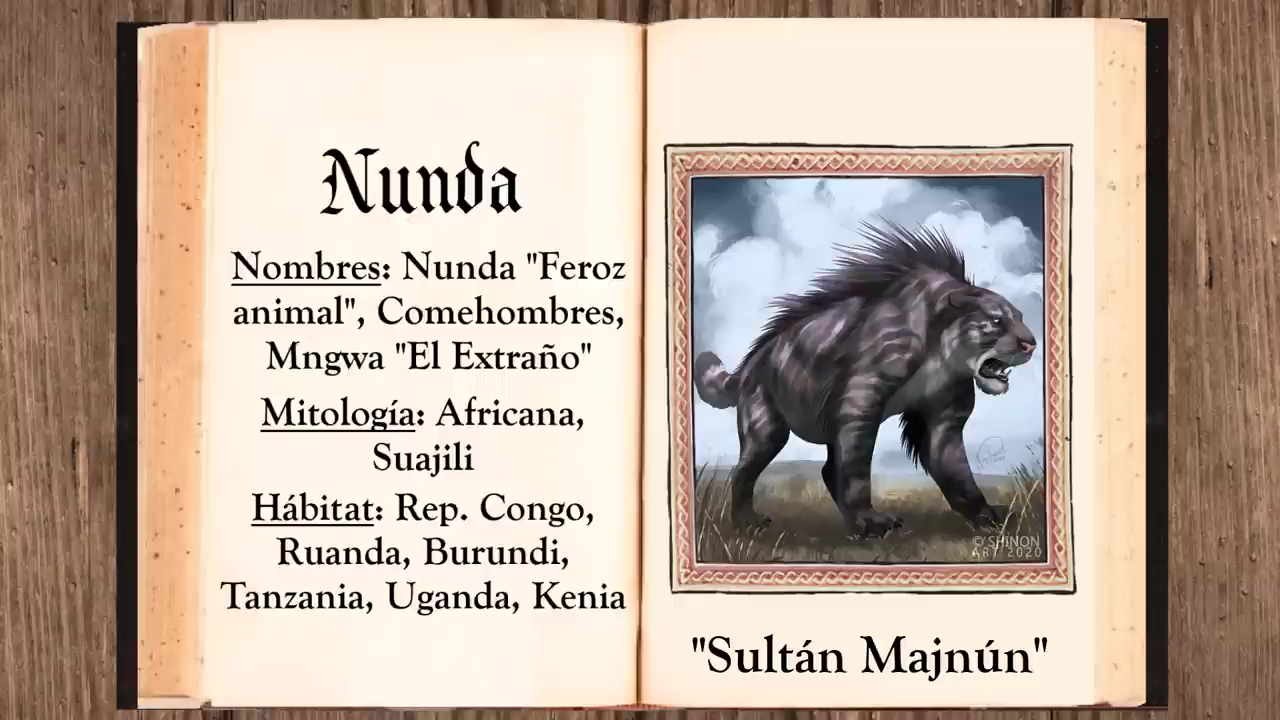 Nunda
Nombres: Nunda "Feroz
animal", Comehombres,
Mngwa "El Extraño"
Mitología: Africana,
Suajili
Hábitat: Rep. Congo,
Ruanda, Burundi,
Tanzania, Uganda, Kenia
© SHINON
ART 2020
"Sultán Majnún"